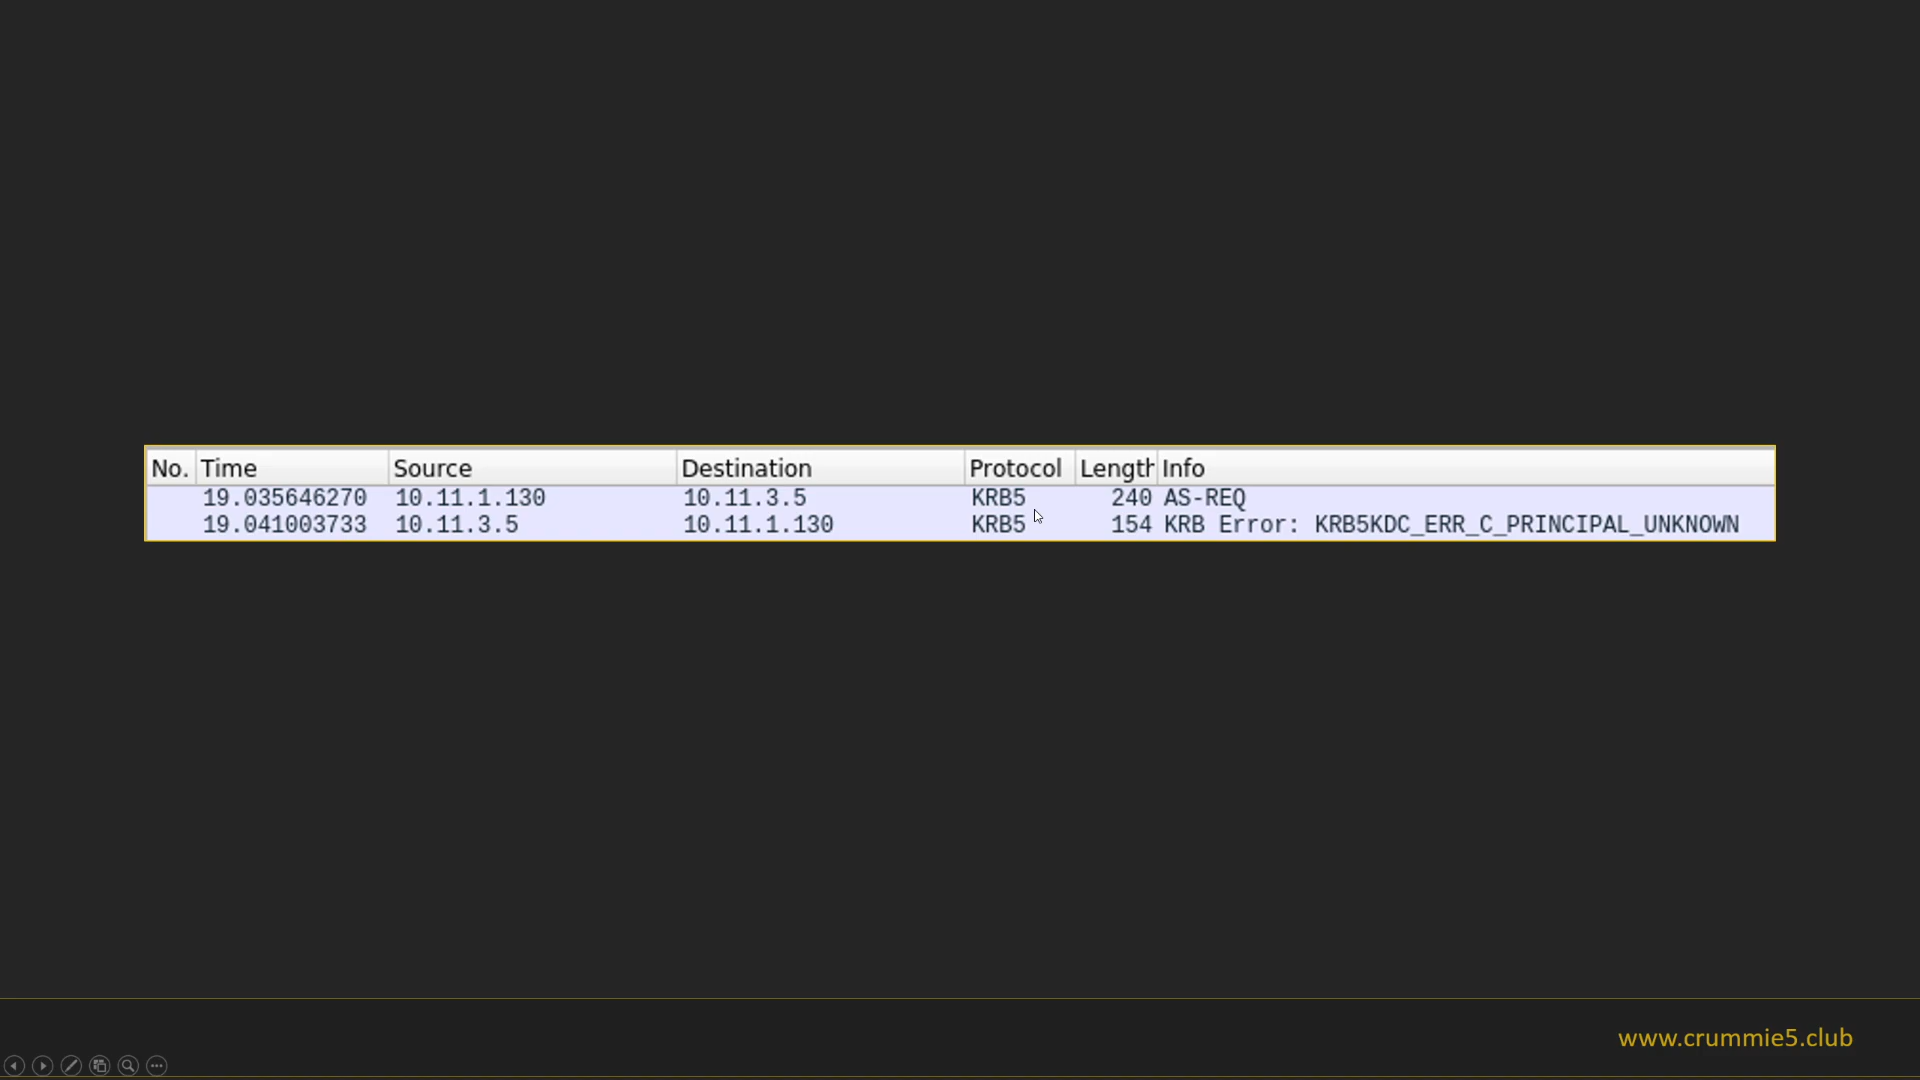 No. Time Source Destination Protocol Length Info
19.035646270 10.11.1.130 10.11.3.5 KRB5 240 AS-REQ
19.041003733 10.11.3.5 10.11.1.130 KRB5 154 KRB Error: KRB5KDC_ERR_C_PRINCIPAL_UNKNOWN
www.crummie5.club